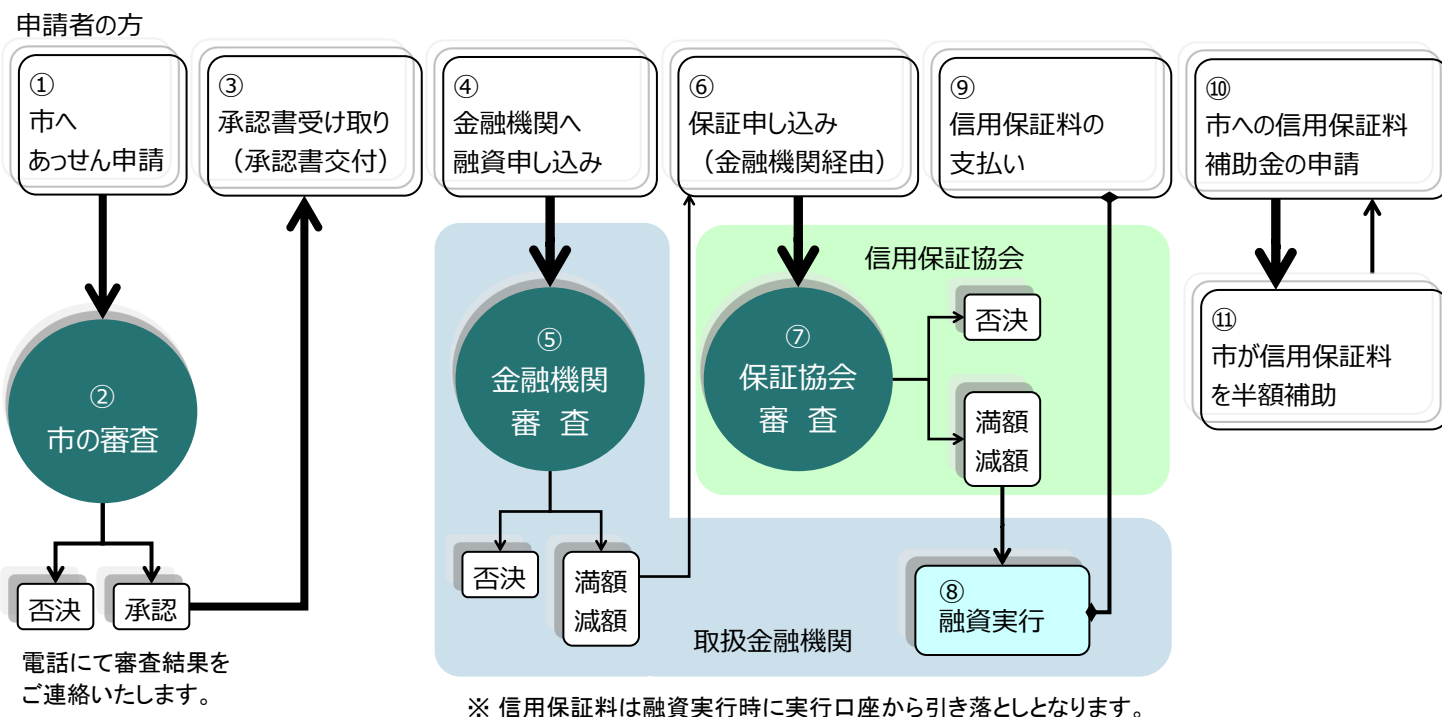 申請者の方
①
市へ
あっせん申請
②
市の審査
否決
承認
電話にて審査結果を
ご連絡いたします。
③
承認書受け取り
（承認書交付）
④
金融機関へ
融資申し込み
⑤
金融機関
審 査
否決
満額
減額
⑥
保証申し込み
（金融機関経由）
信用保証協会
⑦
保証協会
審 査
否決
満額
減額
取扱金融機関
⑧
融資実行
⑨
信用保証料の
支払い
⑩
市への信用保証料
補助金の申請
⑪
市が信用保証料
を半額補助
※ 信用保証料は融資実行時に実行口座から引き落としとなります。